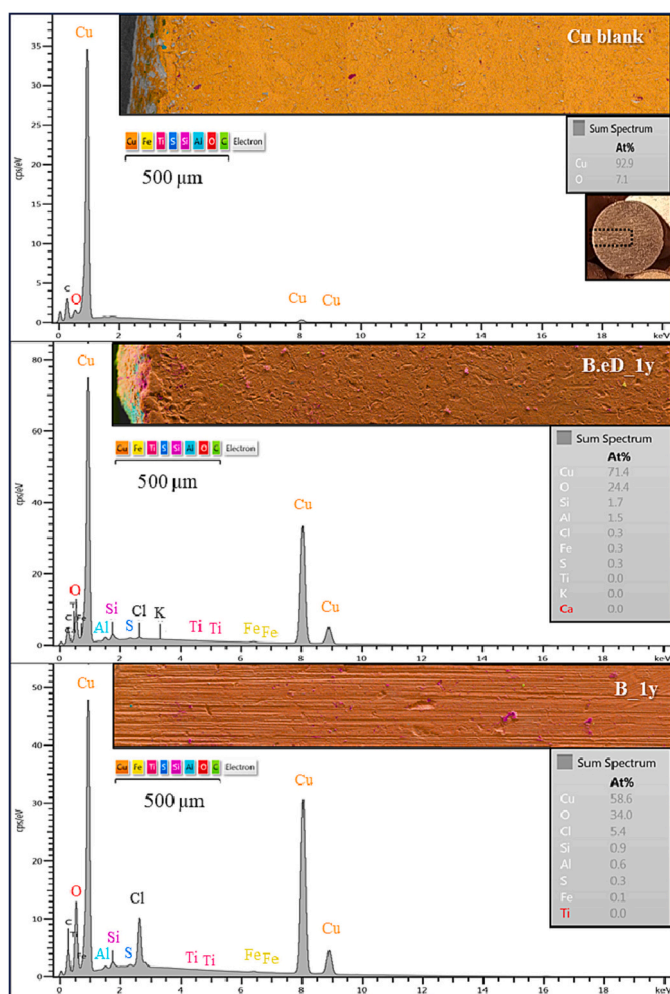 Cu blank
cps/eV
35
30
25
20
15
10
5
0
Cu
C
O
Cu Fe Ti S Si Al O C Electron
500 µm
Sum Spectrum
At%
Cu 92.9
O 7.1
Cu Cu
0 2 4 6 8 10 12 14 16 18 keV
B.eD_1y
cps/eV
80
60
40
20
0
Cu
O
C
Fe
Al
Si
S
Cl
K
Ti Ti
Fe Fe
Cu
Cu
Cu Fe Ti S Si Al O C Electron
500 µm
Sum Spectrum
At%
Cu 71.4
O 24.4
Si 1.7
Al 1.5
Cl 0.3
Fe 0.3
S 0.3
Ti 0.0
K 0.0
Ca 0.0
0 2 4 6 8 10 12 14 16 18 keV
B_1y
cps/eV
50
40
30
20
10
0
Cu
O
C
Ti
Fe
Al
Si
S
Cl
Ti Ti
Fe Fe
Cu
Cu
Cu Fe Ti S Si Al O C Electron
500 µm
Sum Spectrum
At%
Cu 58.6
O 34.0
Cl 5.4
Si 0.9
Al 0.6
S 0.3
Fe 0.1
Ti 0.0
0 2 4 6 8 10 12 14 16 18 keV